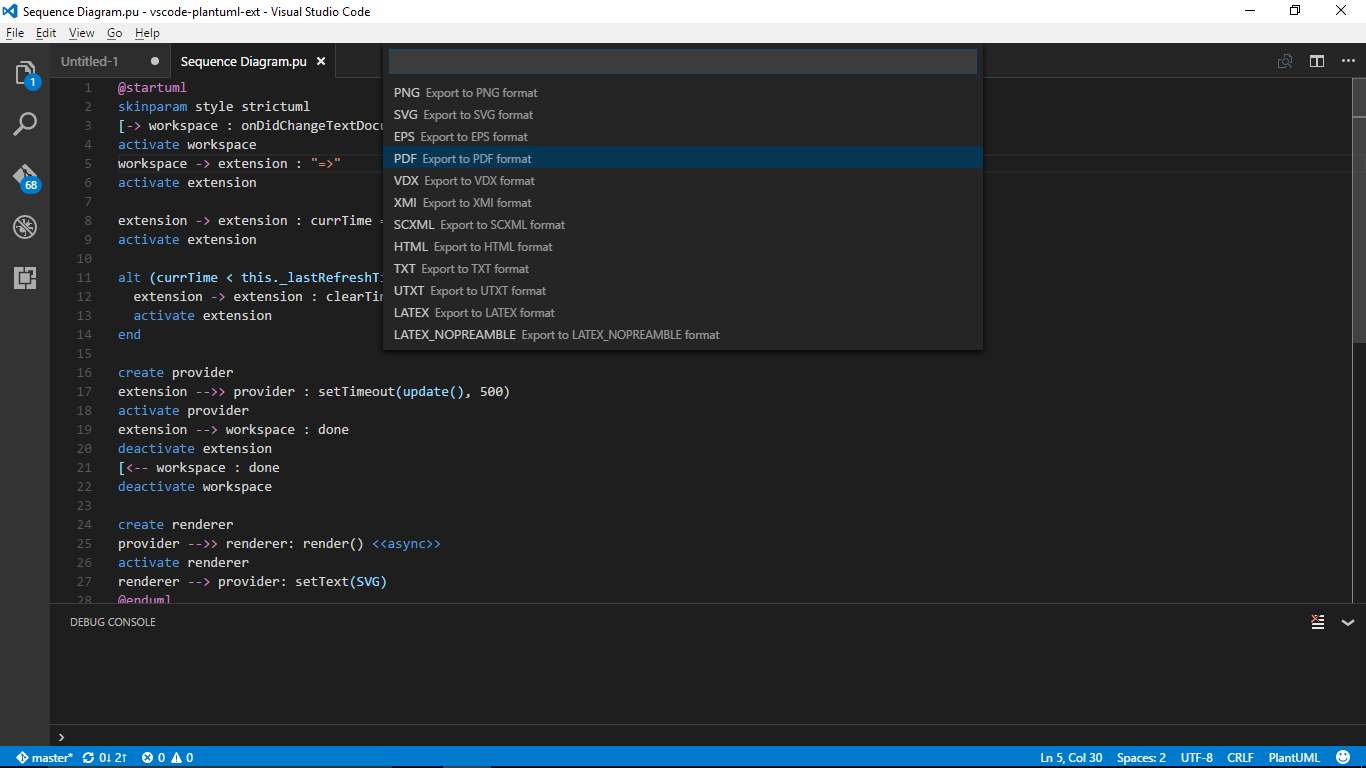 Sequence Diagram.pu - vscode-plantuml-ext - Visual Studio Code
File Edit View Go Help
Untitled-1
Sequence Diagram.pu
PNG Export to PNG format
SVG Export to SVG format
EPS Export to EPS format
PDF Export to PDF format
VDX Export to VDX format
XMI Export to XMI format
SCXML Export to SCXML format
HTML Export to HTML format
TXT Export to TXT format
UTXT Export to UTXT format
LATEX Export to LATEX format
LATEX_NOPREAMBLE Export to LATEX_NOPREAMBLE format
1
68
1 @startuml
2 skinparam style strictuml
3 [-> workspace : onDidChangeTextDocu
4 activate workspace
5 workspace -> extension : "=>"
6 activate extension
7
8 extension -> extension : currTime =
9 activate extension
10
11 alt (currTime < this._lastRefreshTi
12 extension -> extension : clearTim
13 activate extension
14 end
15
16 create provider
17 extension -->> provider : setTimeout(update(), 500)
18 activate provider
19 extension --> workspace : done
20 deactivate extension
21 [<-- workspace : done
22 deactivate workspace
23
24 create renderer
25 provider -->> renderer: render() <<async>>
26 activate renderer
27 renderer --> provider: setText(SVG)
28 @enduml
DEBUG CONSOLE
master* 0↓ 2↑ 0 0 Ln 5, Col 30 Spaces: 2 UTF-8 CRLF PlantUML